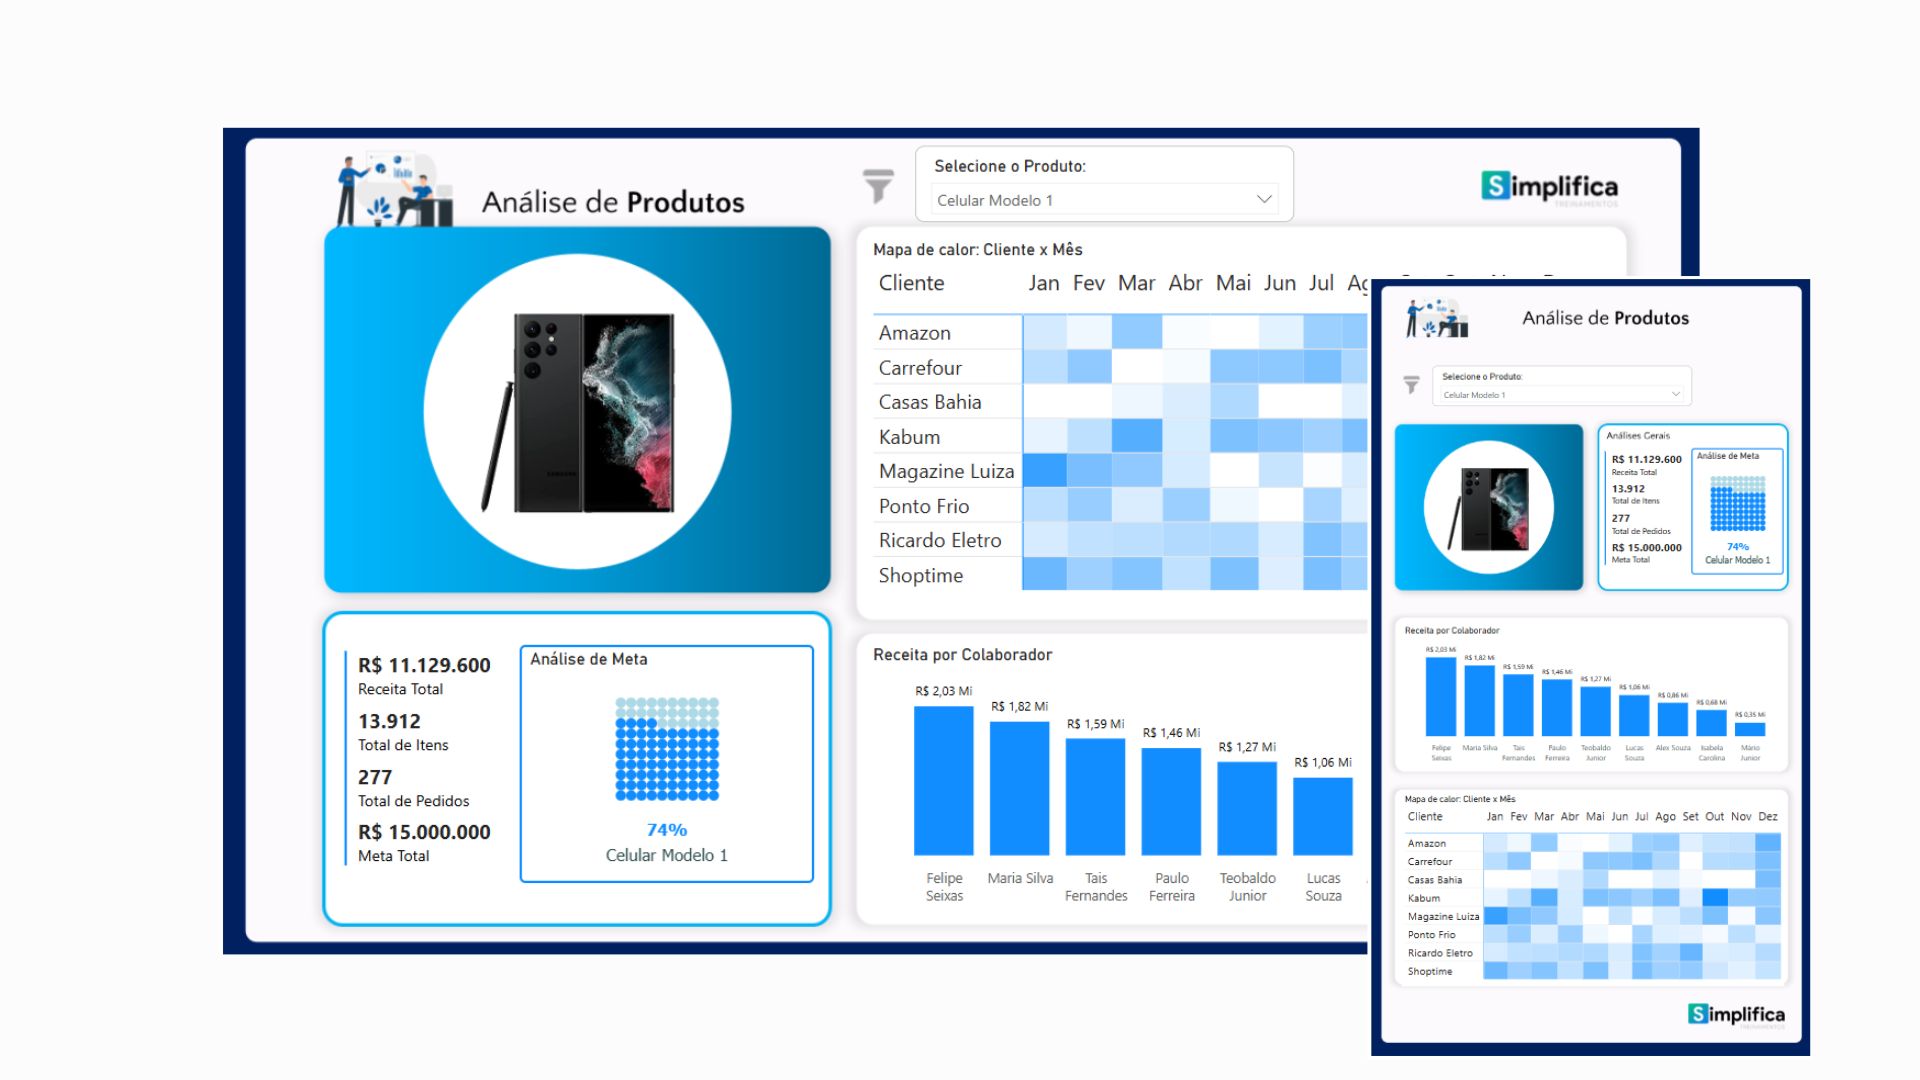 Análise de Produtos
Selecione o Produto:
Celular Modelo 1
Simplifica
TREINAMENTOS
Mapa de calor: Cliente x Mês
Cliente Jan Fev Mar Abr Mai Jun Jul
Amazon
Carrefour
Casas Bahia
Kabum
Magazine Luiza
Ponto Frio
Ricardo Eletro
Shoptime
R$ 11.129.600
Receita Total
13.912
Total de Itens
277
Total de Pedidos
R$ 15.000.000
Meta Total
Análise de Meta
74%
Celular Modelo 1
Receita por Colaborador
R$ 2,03 Mi
R$ 1,82 Mi
R$ 1,59 Mi
R$ 1,46 Mi
R$ 1,27 Mi
R$ 1,06 Mi
Felipe Seixas
Maria Silva
Tais Fernandes
Paulo Ferreira
Teobaldo Junior
Lucas Souza
Análise de Produtos
Selecione o Produto:
Celular Modelo 1
Análises Gerais
R$ 11.129.600
Receita Total
13.912
Total de Itens
277
Total de Pedidos
R$ 15.000.000
Meta Total
Análise de Meta
74%
Celular Modelo 1
Receita por Colaborador
R$ 2,03 Mi
R$ 1,82 Mi
R$ 1,59 Mi
R$ 1,46 Mi
R$ 1,27 Mi
R$ 1,06 Mi
R$ 0,86 Mi
R$ 0,68 Mi
R$ 0,35 Mi
Felipe Seixas
Maria Silva
Tais Fernandes
Paulo Ferreira
Teobaldo Junior
Lucas Souza
Alex Souza
Isabela Carolina
Mário Junior
Mapa de calor: Cliente x Mês
Cliente Jan Fev Mar Abr Mai Jun Jul Ago Set Out Nov Dez
Amazon
Carrefour
Casas Bahia
Kabum
Magazine Luiza
Ponto Frio
Ricardo Eletro
Shoptime
Simplifica
TREINAMENTOS